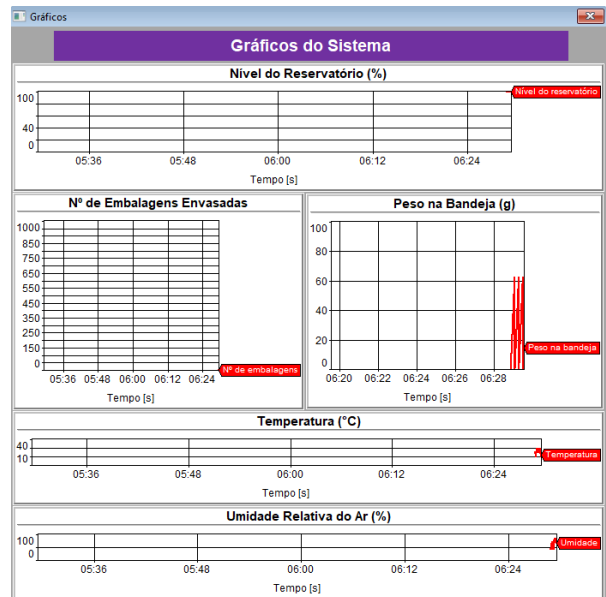 Gráficos
Gráficos do Sistema
Nível do Reservatório (%)
100
40
0
Nível do reservatório
05:36 05:48 06:00 06:12 06:24
Tempo [s]
Nº de Embalagens Envasadas
1000
850
750
650
550
450
350
250
150
0
Nº de embalagens
05:36 05:48 06:00 06:12 06:24
Tempo [s]
Peso na Bandeja (g)
100
80
60
40
20
0
Peso na bandeja
06:20 06:22 06:24 06:26 06:28
Tempo [s]
Temperatura (°C)
40
10
Temperatura
05:36 05:48 06:00 06:12 06:24
Tempo [s]
Umidade Relativa do Ar (%)
100
0
Umidade
05:36 05:48 06:00 06:12 06:24
Tempo [s]